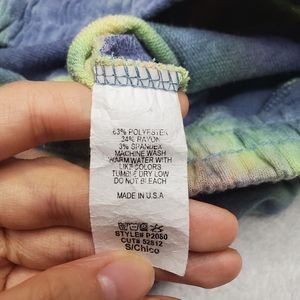 63% POLYESTER
34% RAYON
3% SPANDEX
MACHINE WASH
WARM WATER WITH
LIKE COLORS
TUMBLE DRY LOW
DO NOT BLEACH
MADE IN U.S.A
STYLE# P2080
CUT# 52812
S/Chico